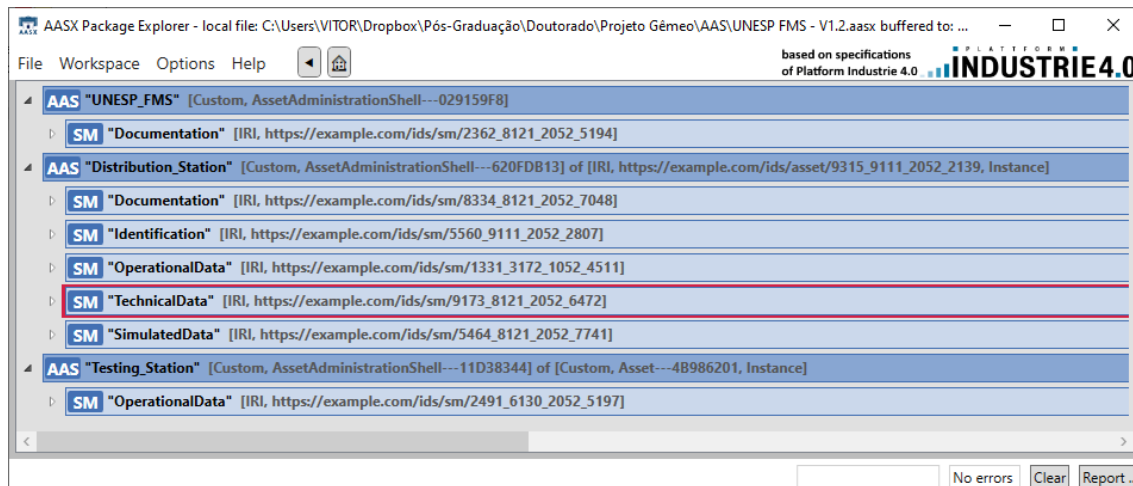 AASX Package Explorer - local file: C:\Users\VITOR\Dropbox\Pós-Graduação\Doutorado\Projeto Gêmeo\AAS\UNESP FMS - V1.2.aasx buffered to: ...
File Workspace Options Help
based on specifications
of Platform Industrie 4.0
PLATTFORM
INDUSTRIE4.0
AAS "UNESP_FMS" [Custom, AssetAdministrationShell---029159F8]
SM "Documentation" [IRI, https://example.com/ids/sm/2362_8121_2052_5194]
AAS "Distribution_Station" [Custom, AssetAdministrationShell---620FDB13] of [IRI, https://example.com/ids/asset/9315_9111_2052_2139, Instance]
SM "Documentation" [IRI, https://example.com/ids/sm/8334_8121_2052_7048]
SM "Identification" [IRI, https://example.com/ids/sm/5560_9111_2052_2807]
SM "OperationalData" [IRI, https://example.com/ids/sm/1331_3172_1052_4511]
SM "TechnicalData" [IRI, https://example.com/ids/sm/9173_8121_2052_6472]
SM "SimulatedData" [IRI, https://example.com/ids/sm/5464_8121_2052_7741]
AAS "Testing_Station" [Custom, AssetAdministrationShell---11D38344] of [Custom, Asset---4B986201, Instance]
SM "OperationalData" [IRI, https://example.com/ids/sm/2491_6130_2052_5197]
No errors Clear Report ..